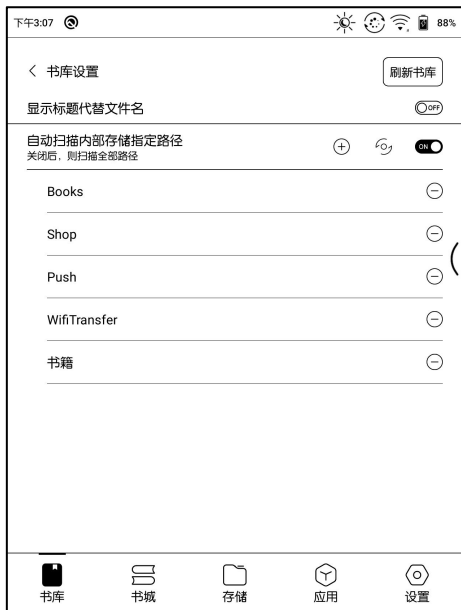 下午3:07 88%
书库设置 刷新书库
显示标题代替文件名 OFF
自动扫描内部存储指定路径 ON
关闭后，则扫描全部路径
Books
Shop
Push
WifiTransfer
书籍
书库 书城 存储 应用 设置